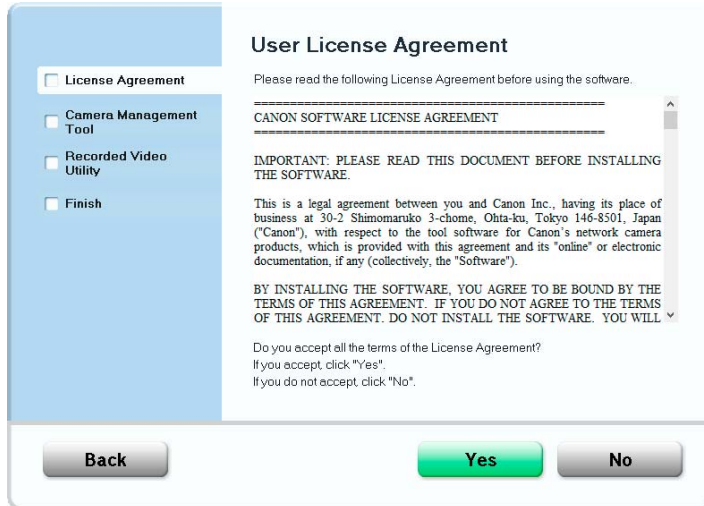 User License Agreement
License Agreement
Please read the following License Agreement before using the software.
Camera Management
Tool
Recorded Video
Utility
Finish
=================================================
CANON SOFTWARE LICENSE AGREEMENT
=================================================
IMPORTANT: PLEASE READ THIS DOCUMENT BEFORE INSTALLING
THE SOFTWARE.
This is a legal agreement between you and Canon Inc., having its place of
business at 30-2 Shimomaruko 3-chome, Ohta-ku, Tokyo 146-8501, Japan
("Canon"), with respect to the tool software for Canon's network camera
products, which is provided with this agreement and its "online" or electronic
documentation, if any (collectively, the "Software").
BY INSTALLING THE SOFTWARE, YOU AGREE TO BE BOUND BY THE
TERMS OF THIS AGREEMENT. IF YOU DO NOT AGREE TO THE TERMS
OF THIS AGREEMENT. DO NOT INSTALL THE SOFTWARE. YOU WILL
Do you accept all the terms of the License Agreement?
If you accept, click "Yes".
If you do not accept, click "No".
Back
Yes
No